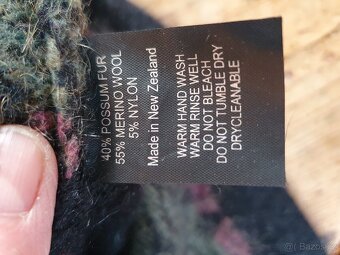 40% POSSUM FUR
55% MERINO WOOL
5% NYLON
Made in New Zealand
WARM HAND WASH
WARM RINSE WELL
DO NOT BLEACH
DO NOT TUMBLE DRY
DRYCLEANABLE